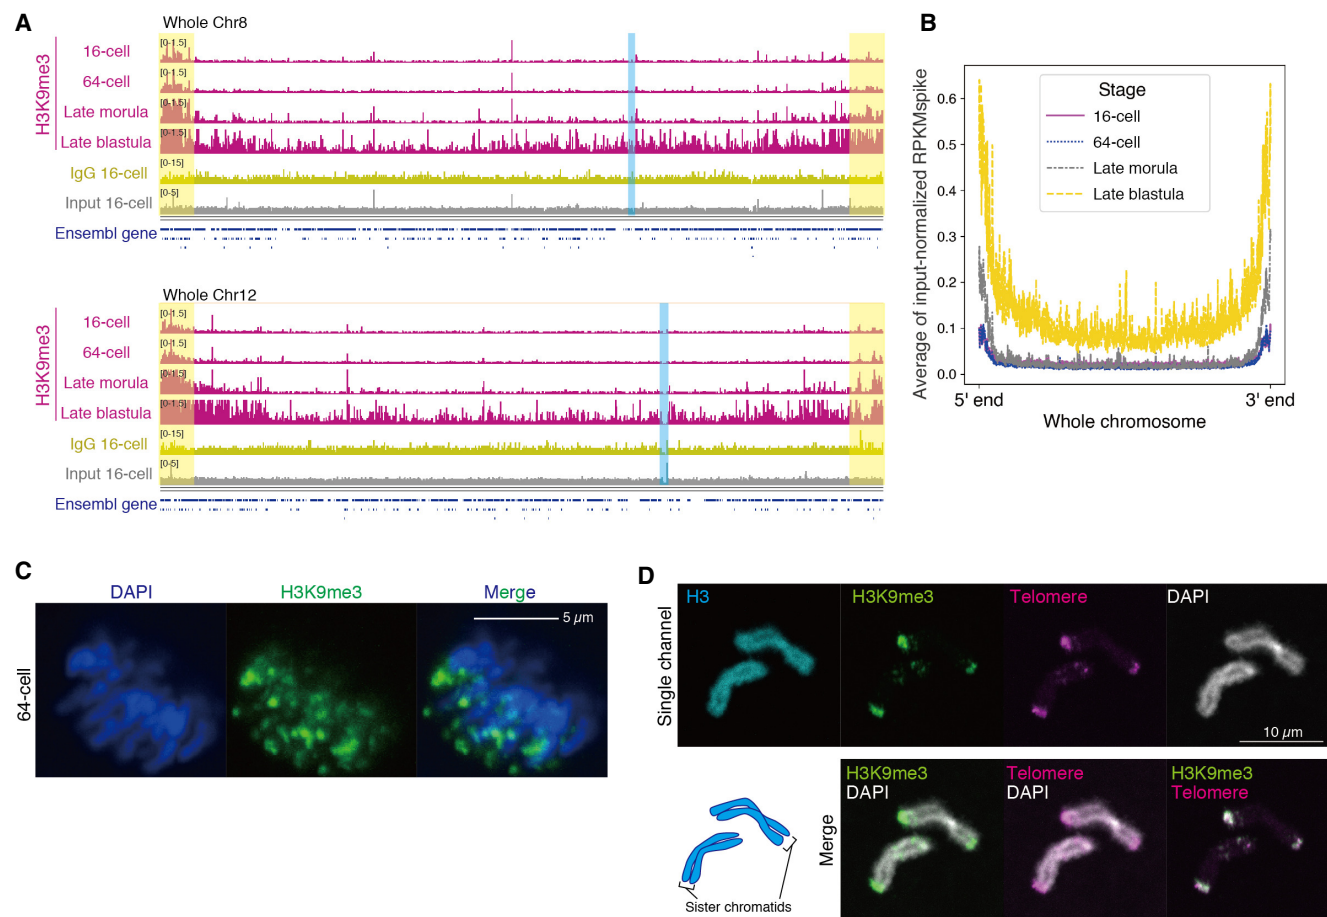 A
Whole Chr8
H3K9me3
16-cell
[0-1.5]
64-cell
[0-1.5]
Late morula
[0-1.5]
Late blastula
[0-1.5]
IgG 16-cell
[0-15]
Input 16-cell
[0-5]
Ensembl gene
Whole Chr12
H3K9me3
16-cell
[0-1.5]
64-cell
[0-1.5]
Late morula
[0-1.5]
Late blastula
[0-1.5]
IgG 16-cell
[0-15]
Input 16-cell
[0-5]
Ensembl gene
B
Average of input-normalized RPKMspike
0.6
0.5
0.4
0.3
0.2
0.1
0.0
Stage
16-cell
64-cell
Late morula
Late blastula
5' end
3' end
Whole chromosome
C
DAPI
H3K9me3
Merge
64-cell
5 µm
D
Single channel
H3
H3K9me3
Telomere
DAPI
10 µm
Merge
H3K9me3
DAPI
Telomere
DAPI
H3K9me3
Telomere
Sister chromatids